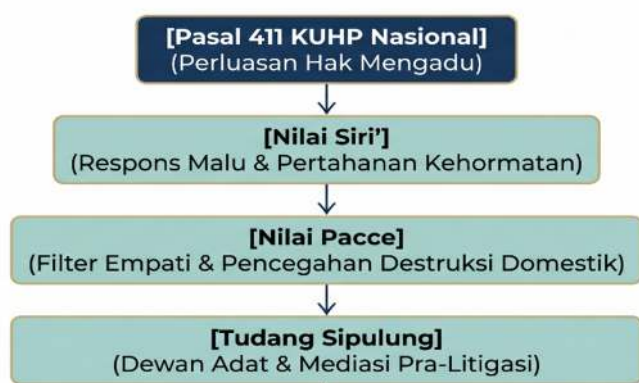 [Pasal 411 KUHP Nasional]
(Perluasan Hak Mengadu)
[Nilai Siri’]
(Respons Malu & Pertahanan Kehormatan)
[Nilai Pacce]
(Filter Empati & Pencegahan Destruksi Domestik)
[Tudang Sipulung]
(Dewan Adat & Mediasi Pra-Litigasi)